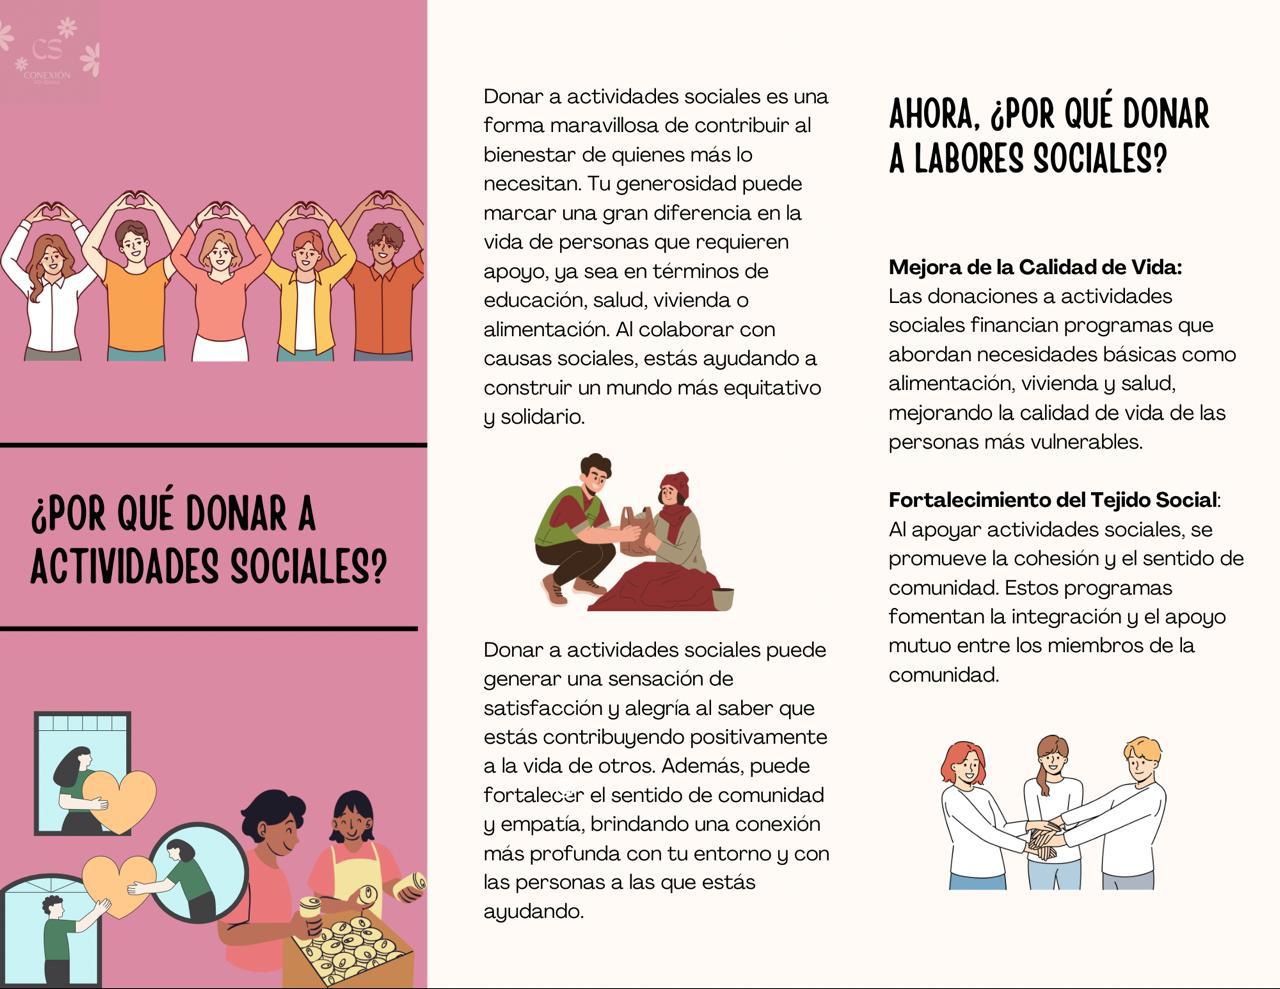 CS
CONEXIÓN
¿POR QUÉ DONAR A
ACTIVIDADES SOCIALES?
Donar a actividades sociales es una
forma maravillosa de contribuir al
bienestar de quienes más lo
necesitan. Tu generosidad puede
marcar una gran diferencia en la
vida de personas que requieren
apoyo, ya sea en términos de
educación, salud, vivienda o
alimentación. Al colaborar con
causas sociales, estás ayudando a
construir un mundo más equitativo
y solidario.
Donar a actividades sociales puede
generar una sensación de
satisfacción y alegría al saber que
estás contribuyendo positivamente
a la vida de otros. Además, puede
fortalecer el sentido de comunidad
y empatía, brindando una conexión
más profunda con tu entorno y con
las personas a las que estás
ayudando.
AHORA, ¿POR QUÉ DONAR
A LABORES SOCIALES?
Mejora de la Calidad de Vida:
Las donaciones a actividades
sociales financian programas que
abordan necesidades básicas como
alimentación, vivienda y salud,
mejorando la calidad de vida de las
personas más vulnerables.
Fortalecimiento del Tejido Social:
Al apoyar actividades sociales, se
promueve la cohesión y el sentido de
comunidad. Estos programas
fomentan la integración y el apoyo
mutuo entre los miembros de la
comunidad.